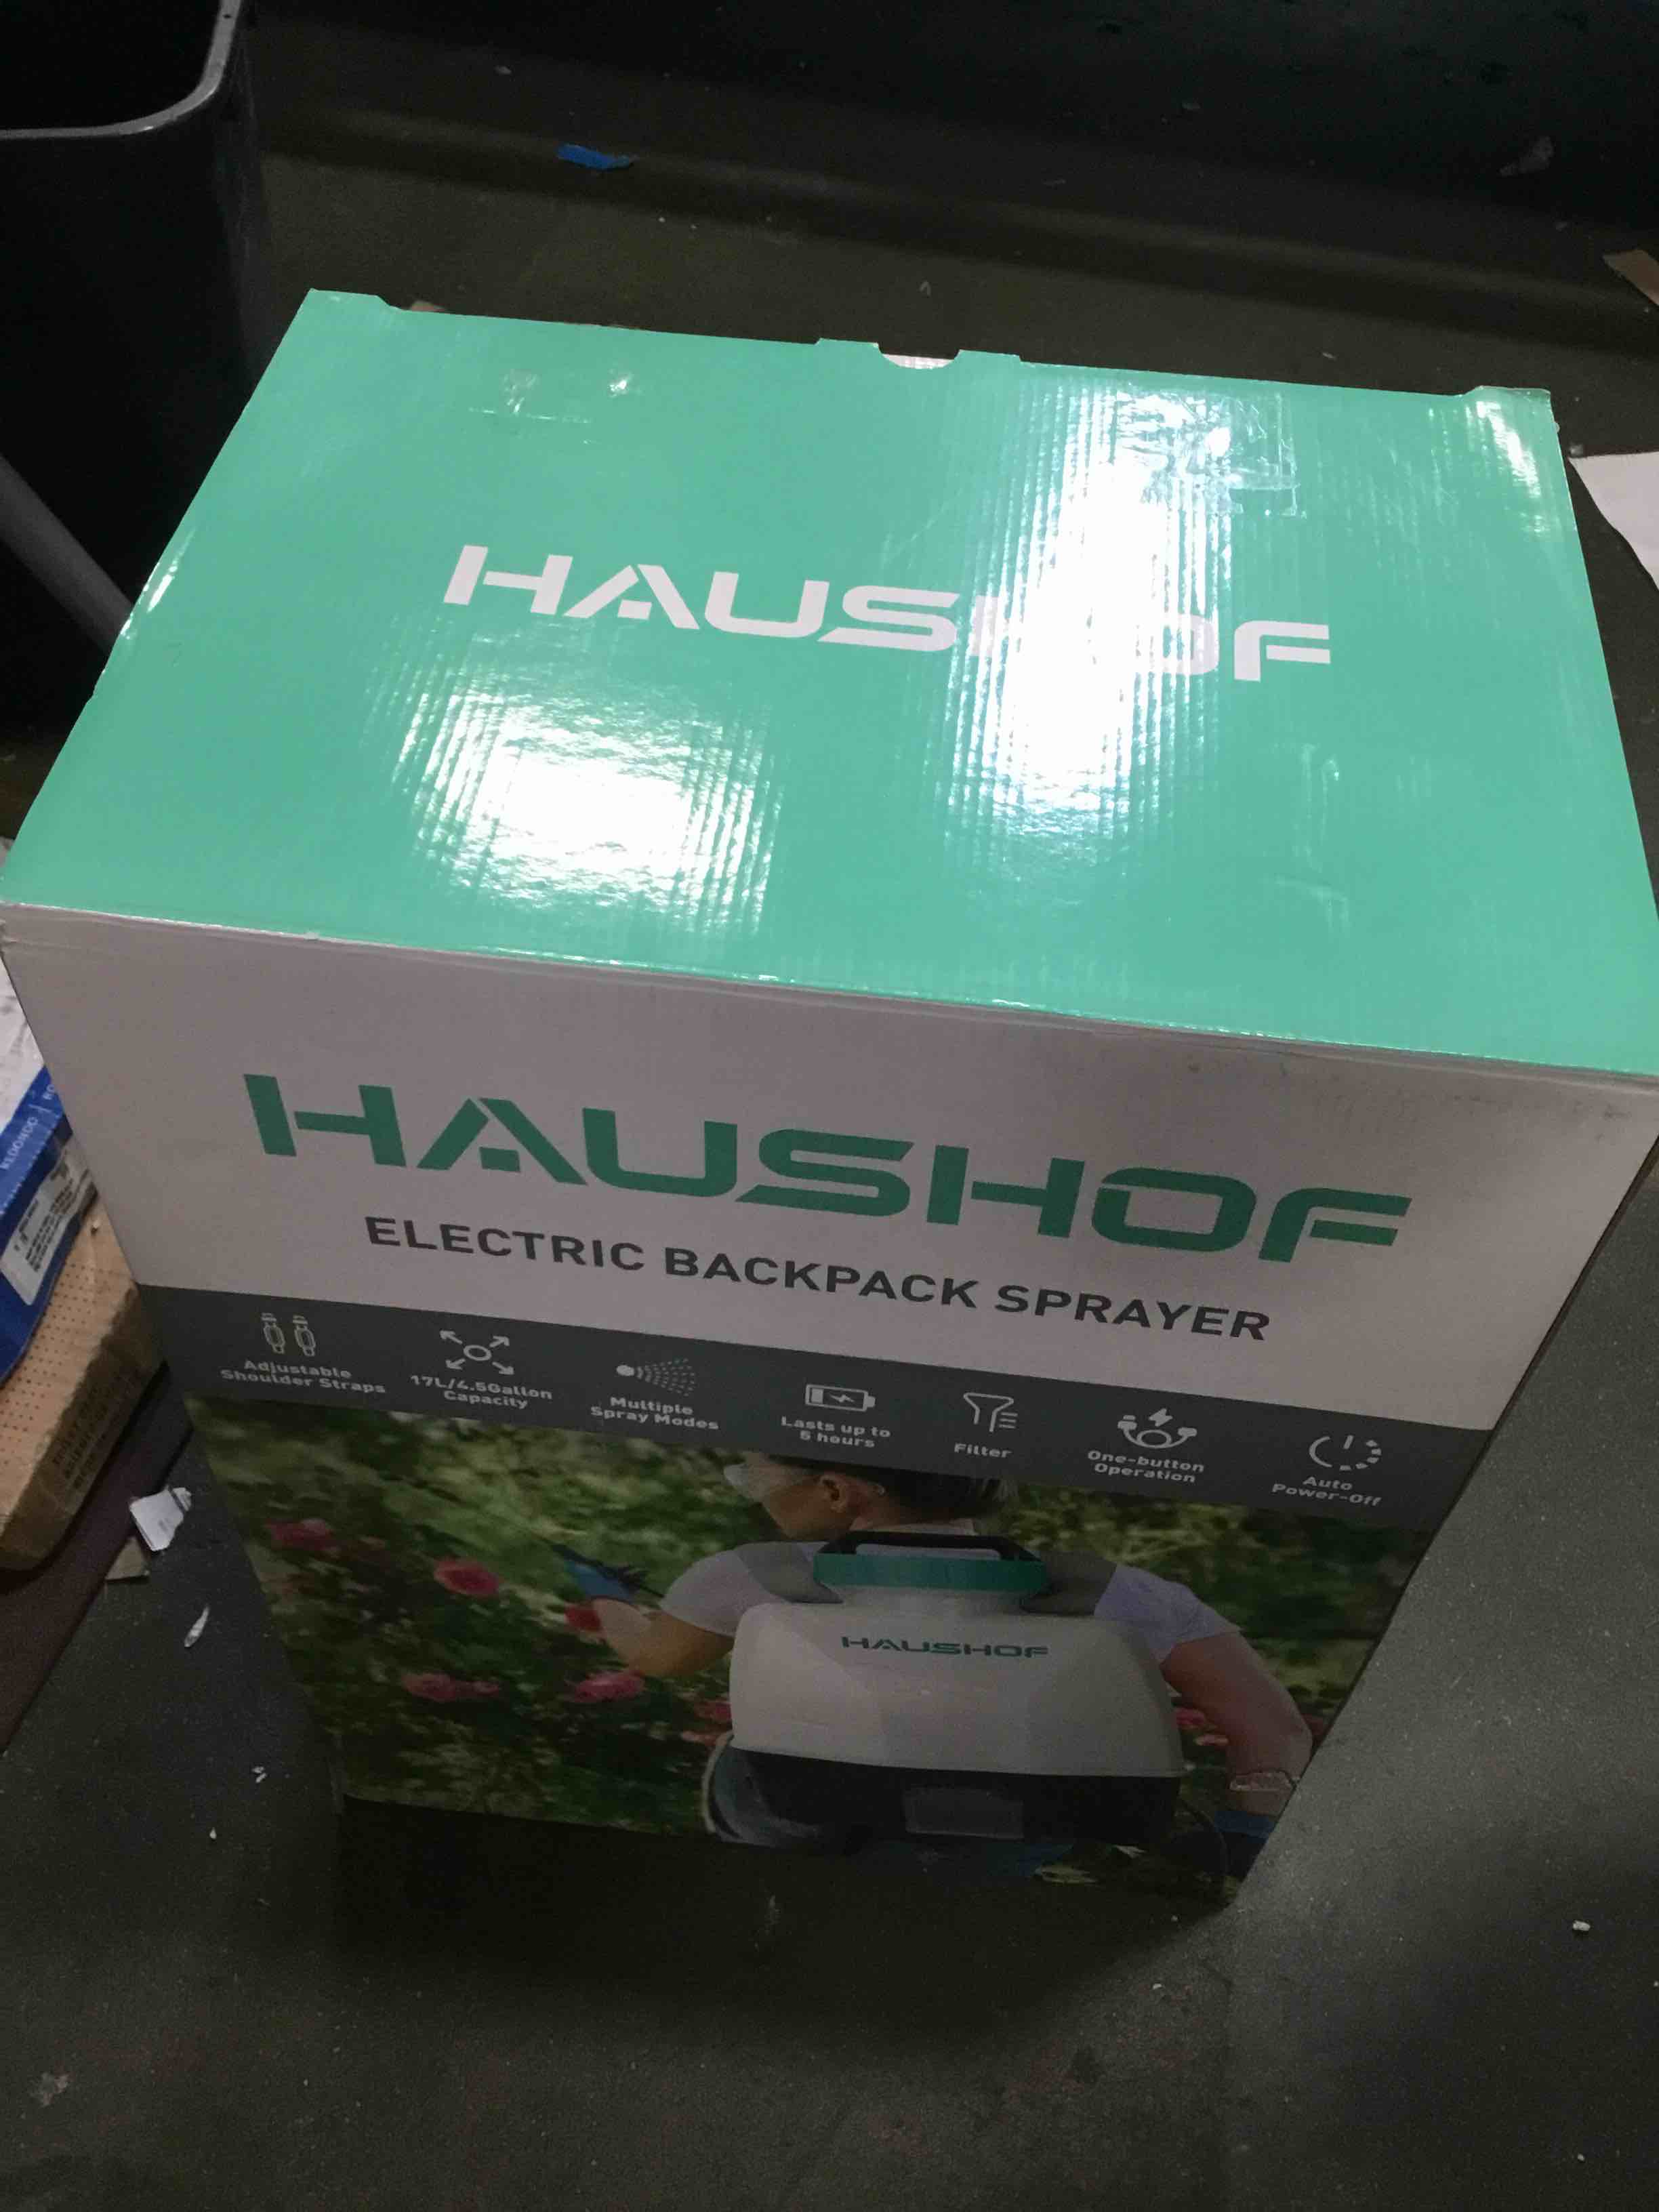 HAUSHOF
HAUSHOF
ELECTRIC BACKPACK SPRAYER
Adjustable
Shoulder Straps
17L/4.5Gallon
Capacity
Multiple
Spray Modes
Lasts up to
5 hours
Filter
One-button
Operation
Auto
Power-Off
HAUSHOF